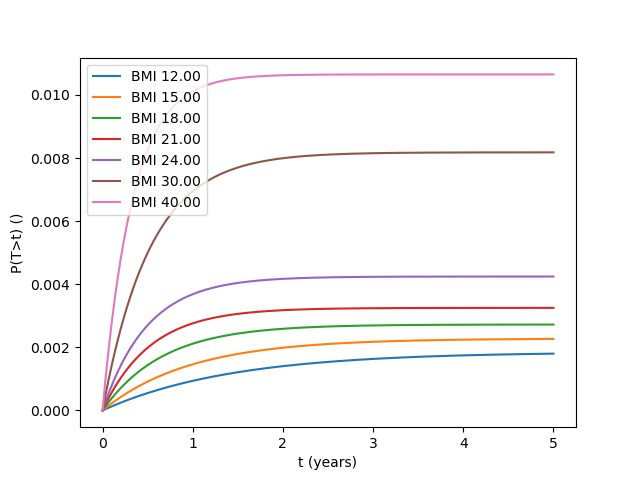 BMI 12.00
BMI 15.00
BMI 18.00
BMI 21.00
BMI 24.00
BMI 30.00
BMI 40.00
0.010
0.008
0.006
0.004
0.002
0.000
P(T>t) ()
0 1 2 3 4 5
t (years)